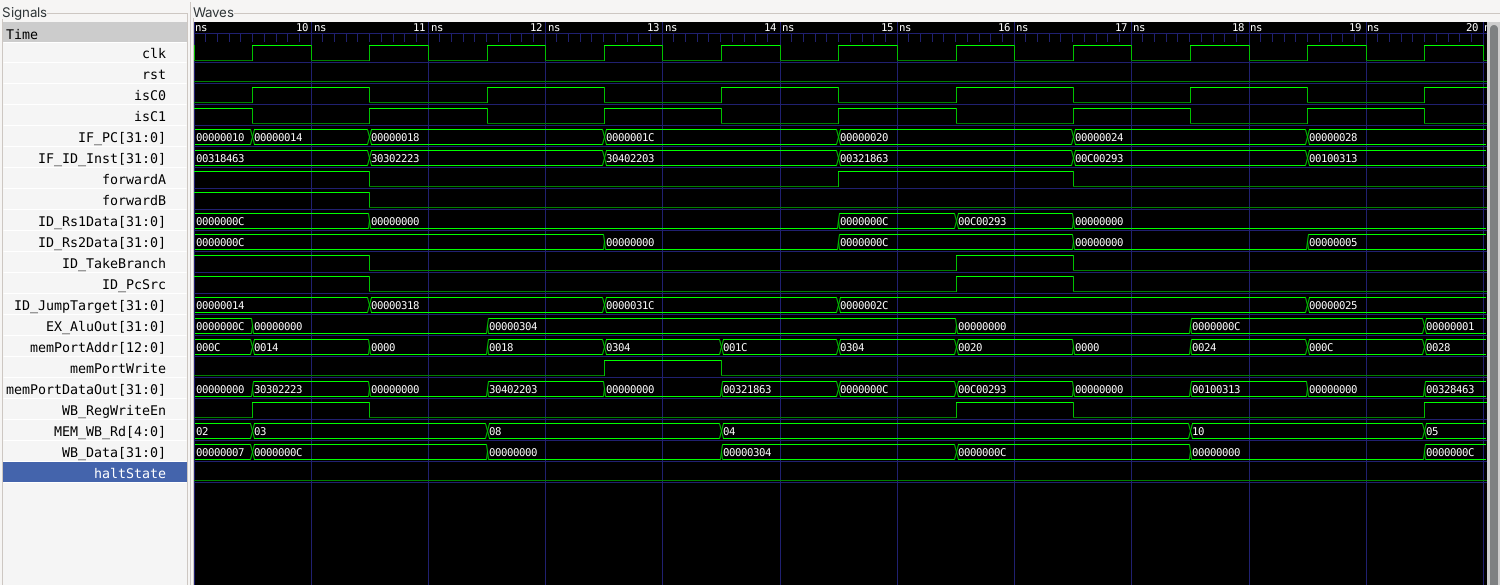 Signals
Waves
Time
ns 10 ns 11 ns 12 ns 13 ns 14 ns 15 ns 16 ns 17 ns 18 ns 19 ns 20
clk
rst
isC0
isC1
IF_PC[31:0] 00000010 00000014 00000018 0000001C 00000020 00000024 00000028
IF_ID_Inst[31:0] 00318463 30302223 30402203 00321863 00C00293 00100313
forwardA
forwardB
ID_Rs1Data[31:0] 0000000C 00000000 0000000C 00C00293 00000000
ID_Rs2Data[31:0] 0000000C 00000000 0000000C 00000000 00000005
ID_TakeBranch
ID_PcSrc
ID_JumpTarget[31:0] 00000014 00000318 0000031C 0000002C 00000025
EX_AluOut[31:0] 0000000C 00000000 00000304 00000000 0000000C 00000001
memPortAddr[12:0] 000C 0014 0000 0018 0304 001C 0304 0020 0000 0024 000C 0028
memPortWrite
memPortDataOut[31:0] 00000000 30302223 00000000 30402203 00000000 00321863 0000000C 00C00293 00000000 00100313 00000000 00328463
WB_RegWriteEn
MEM_WB_Rd[4:0] 02 03 08 04 10 05
WB_Data[31:0] 00000007 0000000C 00000000 00000304 0000000C 00000000 0000000C
haltState